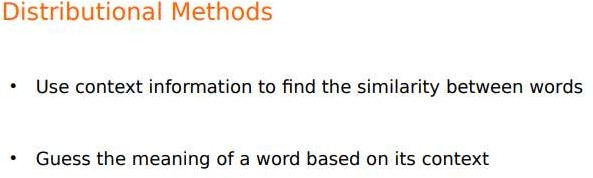 Distributional Methods
• Use context information to find the similarity between words
• Guess the meaning of a word based on its context